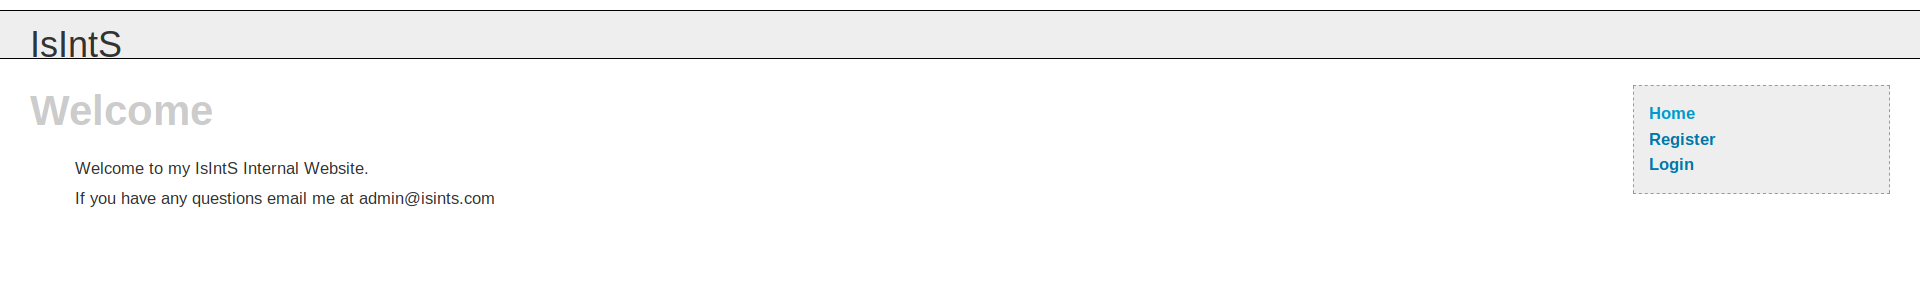 IsIntS
Welcome
Welcome to my IsIntS Internal Website.
If you have any questions email me at admin@isints.com
Home
Register
Login